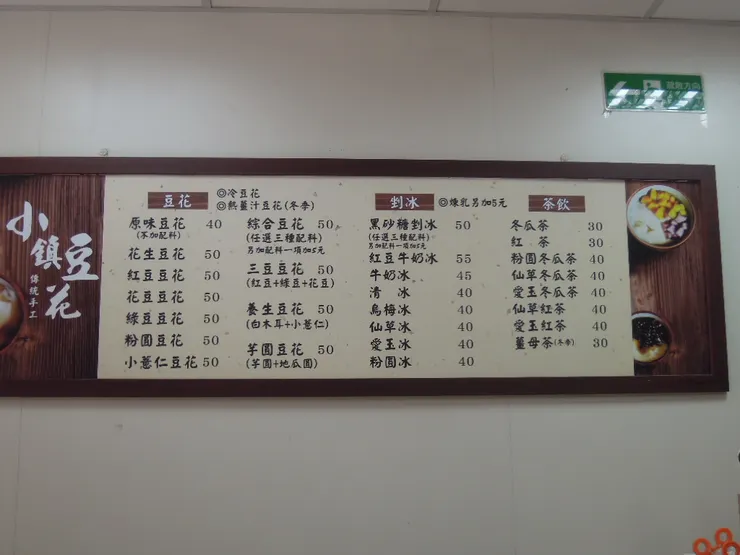 疏散方向
小鎮豆花
傳統手工
豆花
◎冷豆花
◎熱薑汁豆花(冬季)
原味豆花 40
(不加配料)
花生豆花 50
紅豆豆花 50
花豆豆花 50
綠豆豆花 50
粉圓豆花 50
小薏仁豆花 50
綜合豆花 50
(任選三種配料)
另加配料一項加5元
三豆豆花 50
(紅豆+綠豆+花豆)
養生豆花 50
(白木耳+小薏仁)
芋圓豆花 50
(芋圓+地瓜圓)
剉冰
◎煉乳另加5元
黑砂糖剉冰 50
(任選三種配料)
另加配料一項加5元
紅豆牛奶冰 55
牛奶冰 45
清 冰 35
烏梅冰 40
仙草冰 40
愛玉冰 40
粉圓冰 40
茶飲
冬瓜茶 30
紅 茶 30
粉圓冬瓜茶 40
仙草冬瓜茶 40
愛玉冬瓜茶 40
仙草紅茶 40
愛玉紅茶 40
薑母茶(冬季) 30